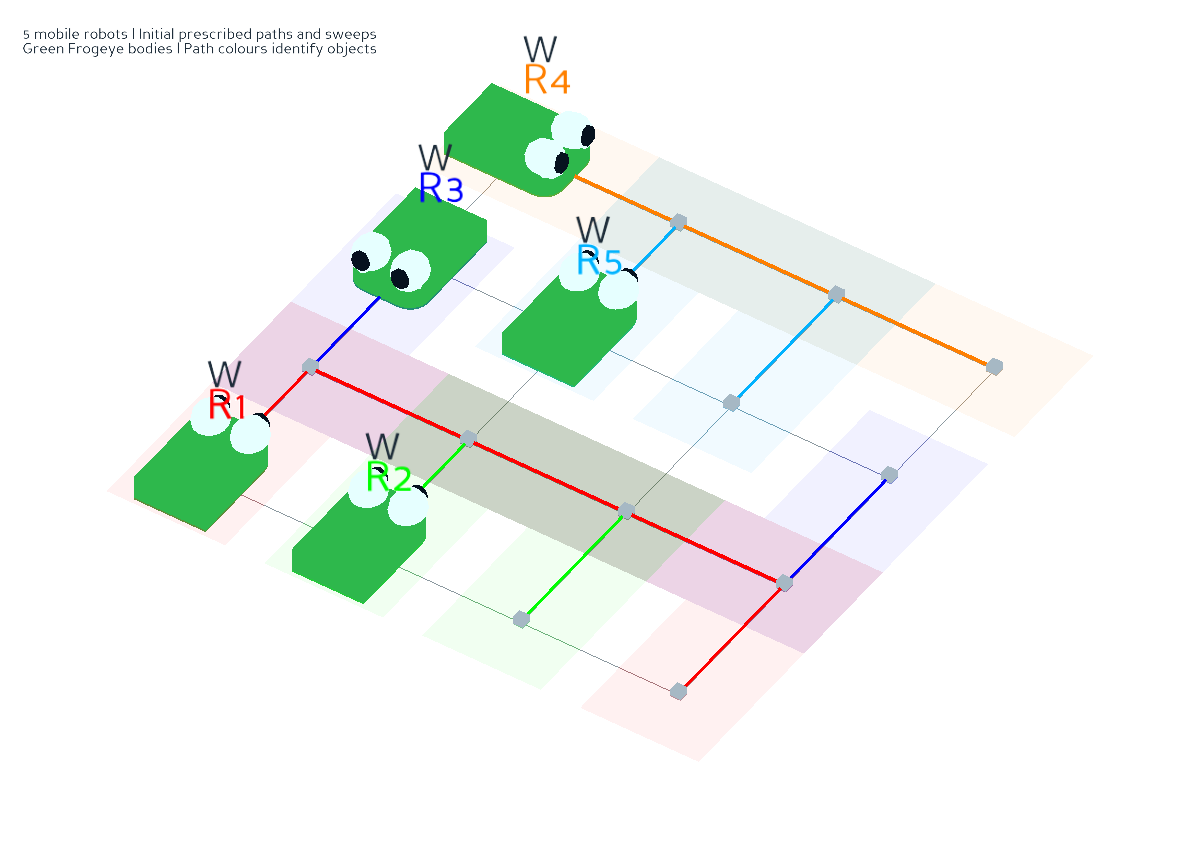 5 mobile robots | Initial prescribed paths and sweeps
Green Frogeye bodies | Path colours identify objects
W
R4
W
R3
W
R5
W
R1
W
R2